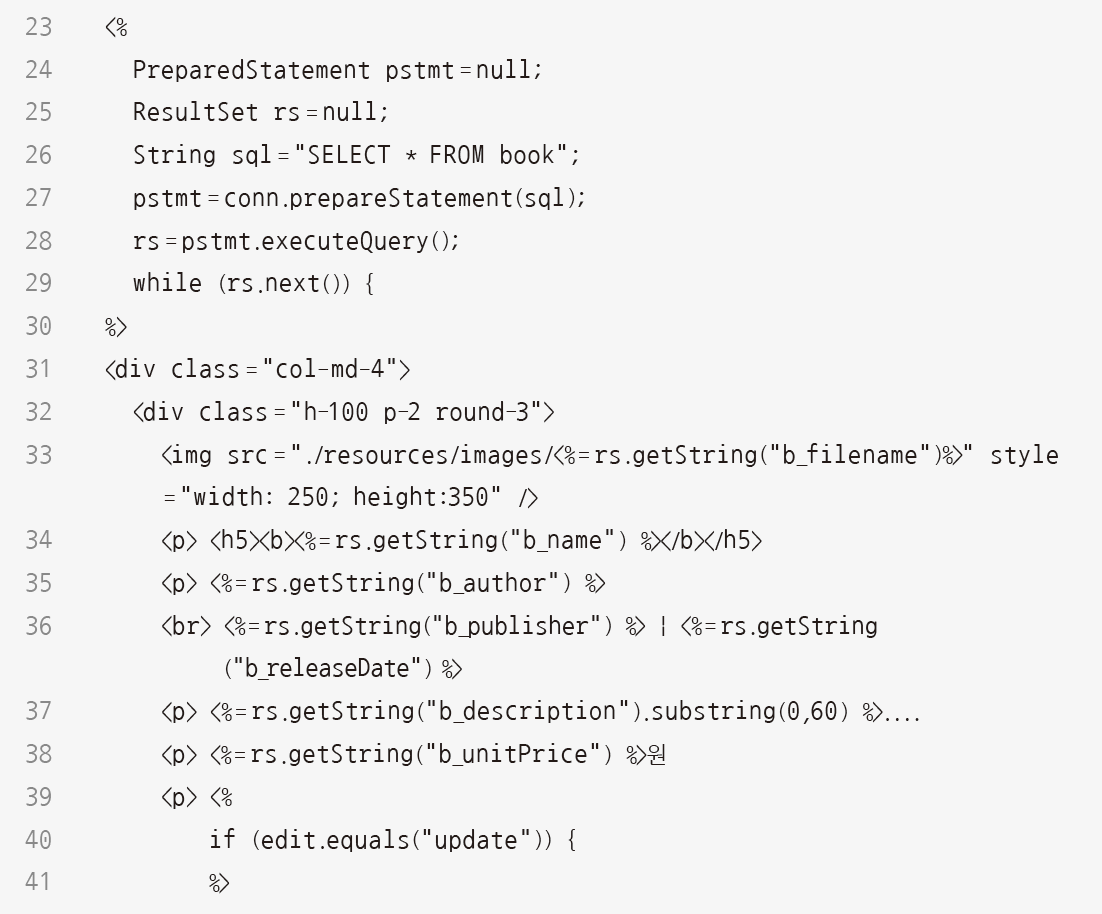 23 <%
24 PreparedStatement pstmt=null;
25 ResultSet rs=null;
26 String sql="SELECT * FROM book";
27 pstmt=conn.prepareStatement(sql);
28 rs=pstmt.executeQuery();
29 while (rs.next()) {
30 %>
31 <div class="col-md-4">
32 <div class="h-100 p-2 round-3">
33 <img src="./resources/images/<%=rs.getString("b_filename")%>" style
="width: 250; height:350" />
34 <p> <h5><b><%=rs.getString("b_name") %></b></h5>
35 <p> <%=rs.getString("b_author") %>
36 <br> <%=rs.getString("b_publisher") %> | <%=rs.getString
("b_releaseDate") %>
37 <p> <%=rs.getString("b_description").substring(0,60) %>....
38 <p> <%=rs.getString("b_unitPrice") %>원
39 <p> <%
40 if (edit.equals("update")) {
41 %>